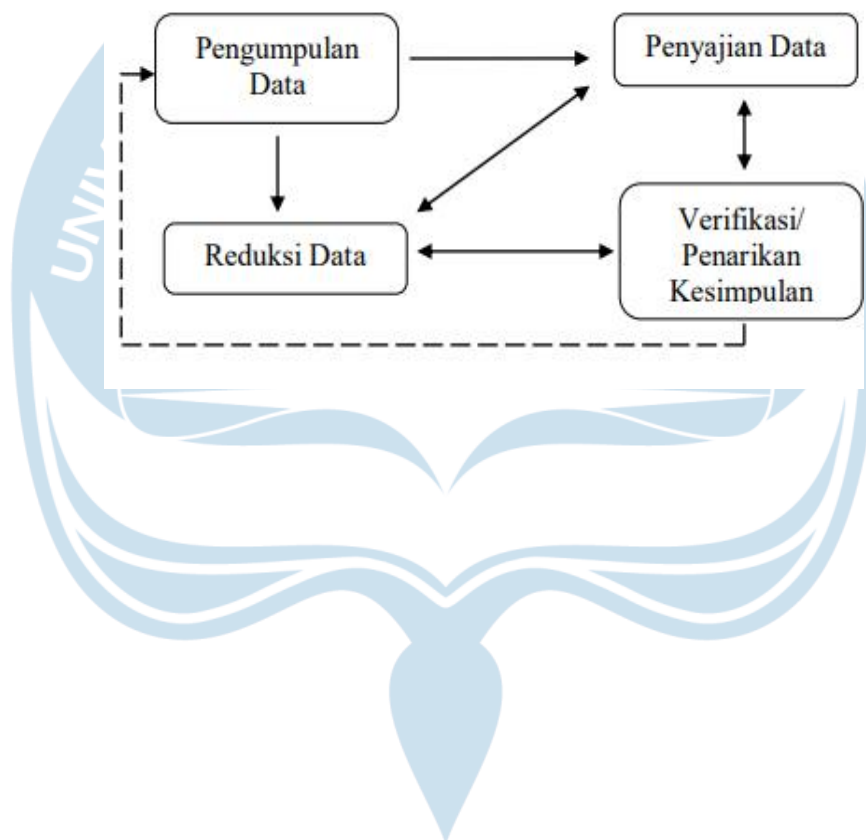 Pengumpulan
Data
Penyajian Data
Reduksi Data
Verifikasi/
Penarikan
Kesimpulan